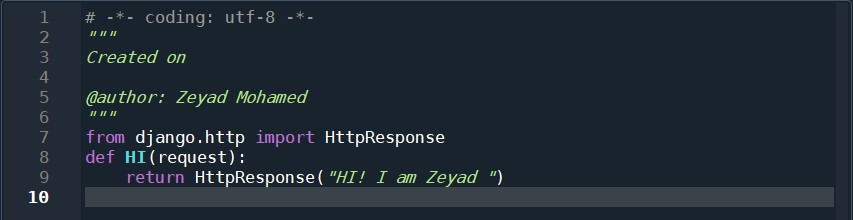 1 # -*- coding: utf-8 -*-
2 """
3 Created on
4
5 @author: Zeyad Mohamed
6 """
7 from django.http import HttpResponse
8 def HI(request):
9     return HttpResponse("HI! I am Zeyad ")
10